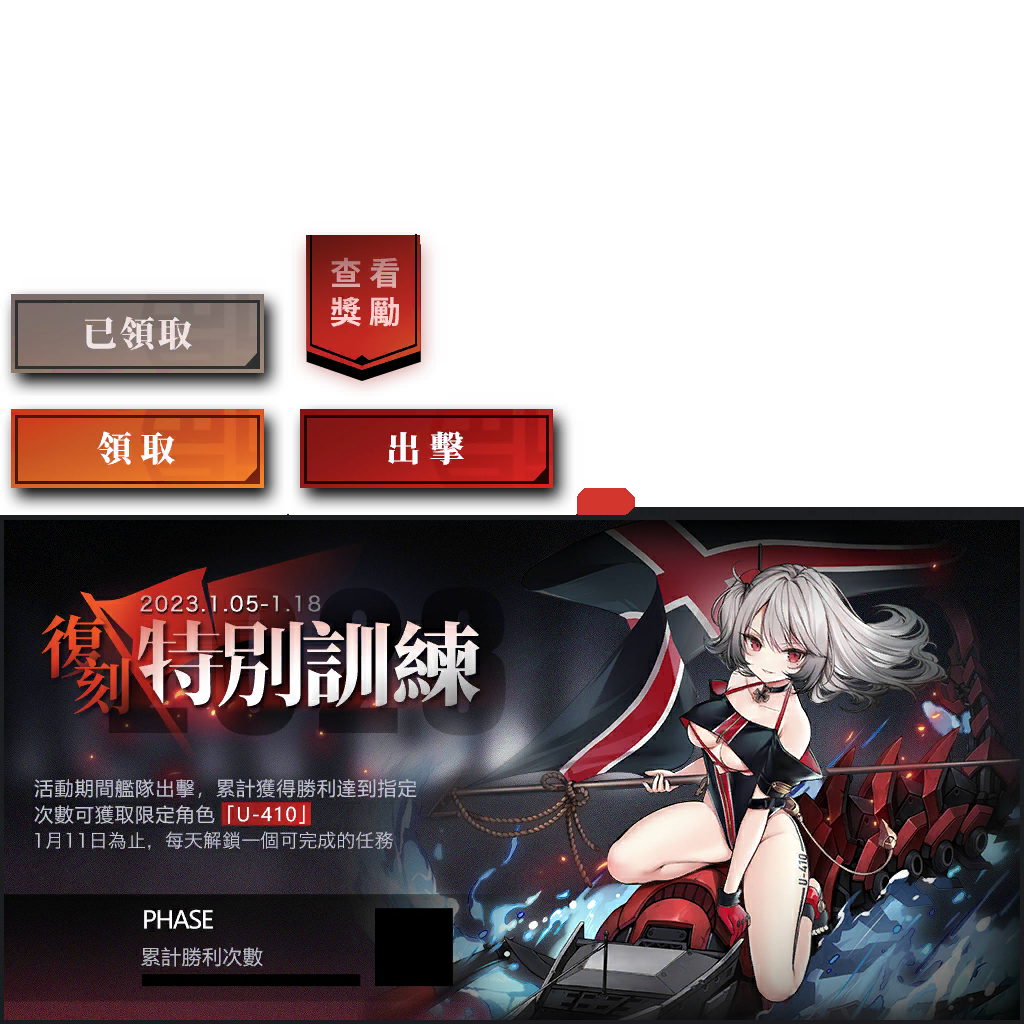 查看
獎勵
已領取
領取
出擊
2023
2023.1.05-1.18
復刻
特別訓練
活動期間艦隊出擊，累計獲得勝利達到指定
次數可獲取限定角色「U-410」
1月11日為止，每天解鎖一個可完成的任務
U-410
PHASE
累計勝利次數